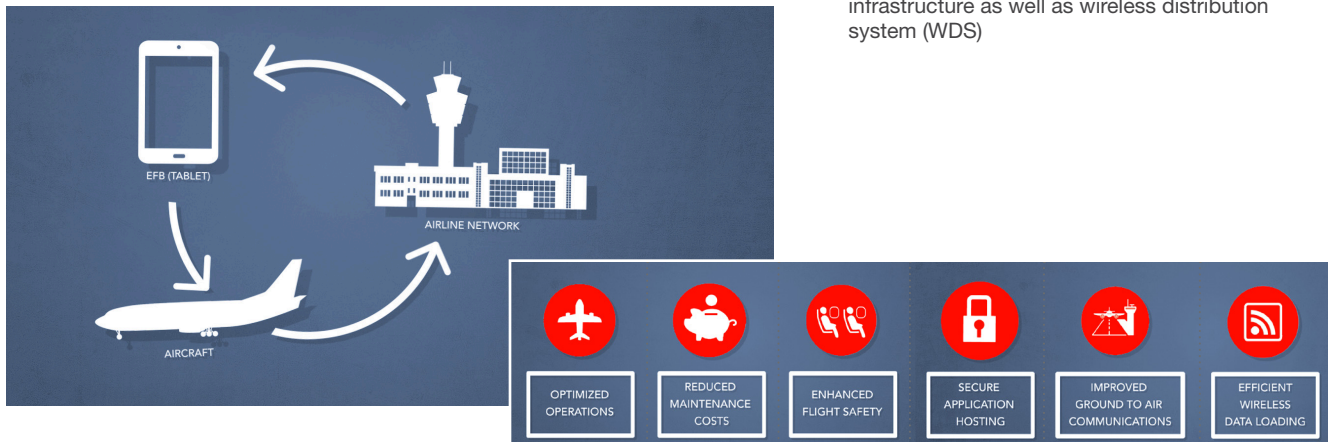 infrastructure as well as wireless distribution
system (WDS)
EFB (TABLET)
AIRLINE NETWORK
AIRCRAFT
OPTIMIZED
OPERATIONS
REDUCED
MAINTENANCE
COSTS
ENHANCED
FLIGHT SAFETY
SECURE
APPLICATION
HOSTING
IMPROVED
GROUND TO AIR
COMMUNICATIONS
EFFICIENT
WIRELESS
DATA LOADING